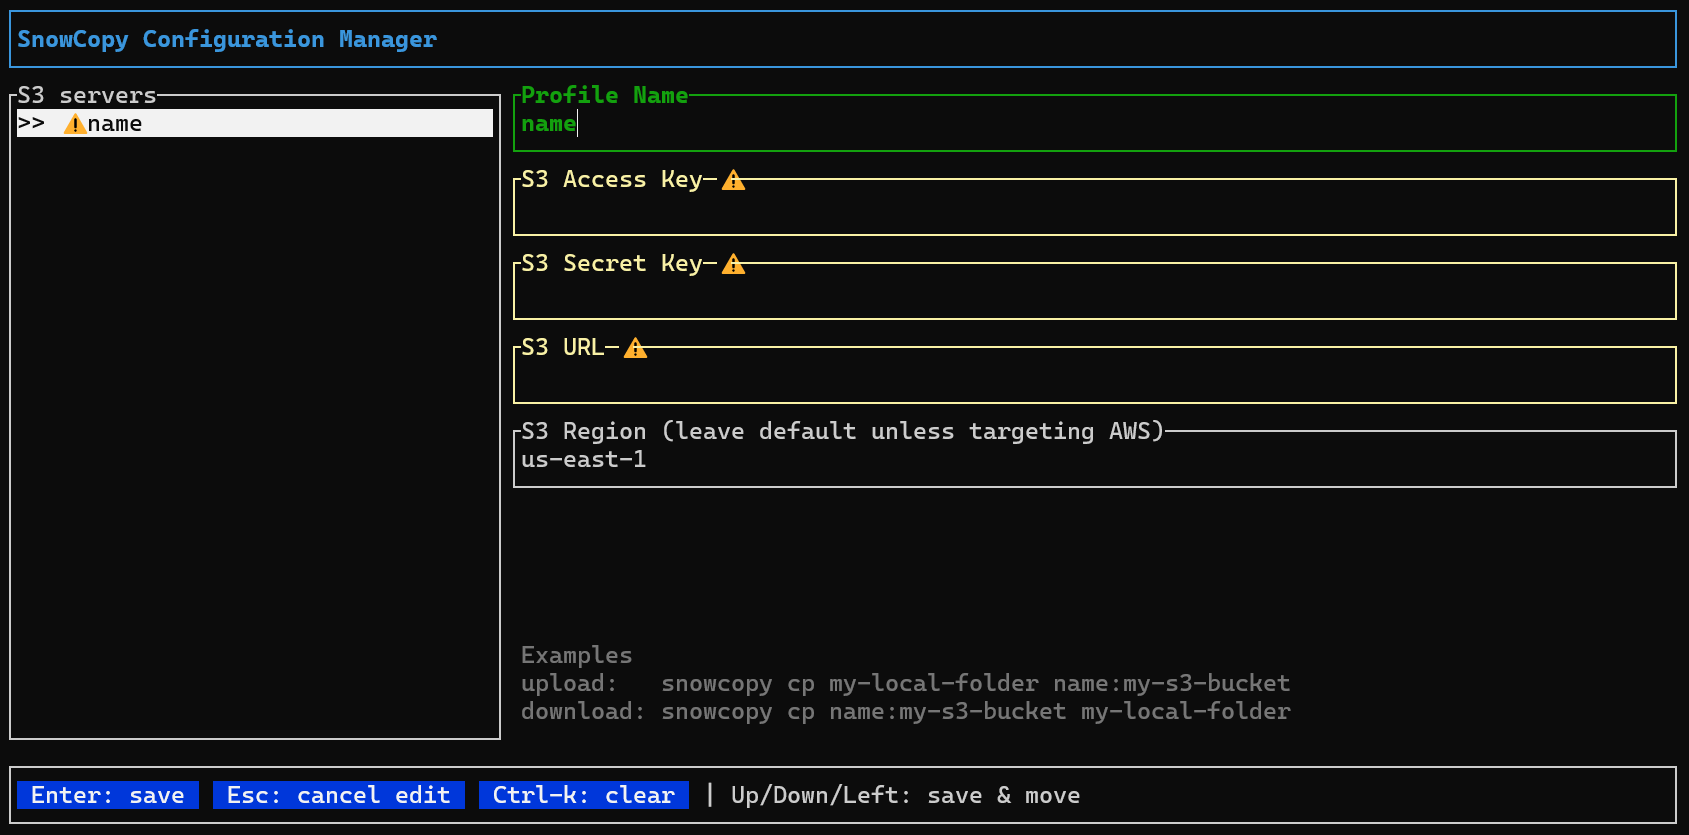 SnowCopy Configuration Manager
S3 servers
>> ⚠name
Profile Name
name
S3 Access Key ⚠
S3 Secret Key ⚠
S3 URL ⚠
S3 Region (leave default unless targeting AWS)
us-east-1
Examples
upload:   snowcopy cp my-local-folder name:my-s3-bucket
download: snowcopy cp name:my-s3-bucket my-local-folder
Enter: save  Esc: cancel edit  Ctrl-k: clear | Up/Down/Left: save & move